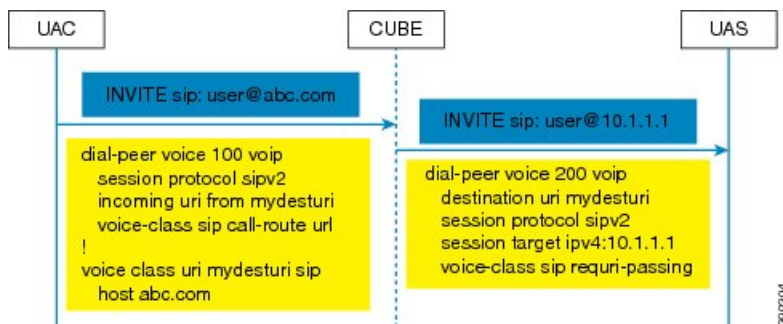 UAC
CUBE
UAS
INVITE sip: user@abc.com
INVITE sip: user@10.1.1.1
dial-peer voice 100 voip
session protocol sipv2
incoming uri from mydesturi
voice-class sip call-route url
!
voice class uri mydesturi sip
host abc.com
dial-peer voice 200 voip
destination uri mydesturi
session protocol sipv2
session target ipv4:10.1.1.1
voice-class sip requri-passing